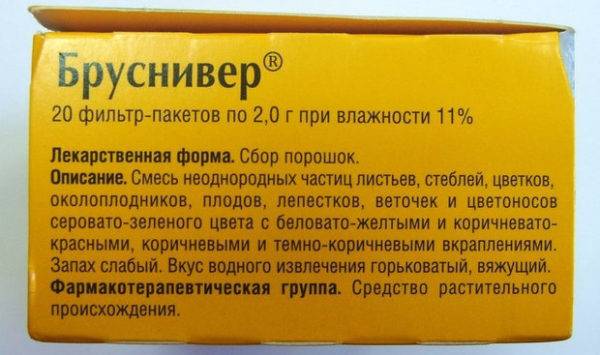 Бруснивер®
20 фильтр-пакетов по 2,0 г при влажности 11%
Лекарственная форма. Сбор порошок.
Описание. Смесь неоднородных частиц листьев, стеблей, цветков,
околоплодников, плодов, лепестков, веточек и цветоносов
серовато-зеленого цвета с беловато-желтыми и коричневато-
красными, коричневыми и темно-коричневыми вкраплениями.
Запах слабый. Вкус водного извлечения горьковатый, вяжущий.
Фармакотерапевтическая группа. Средство растительного
происхождения.